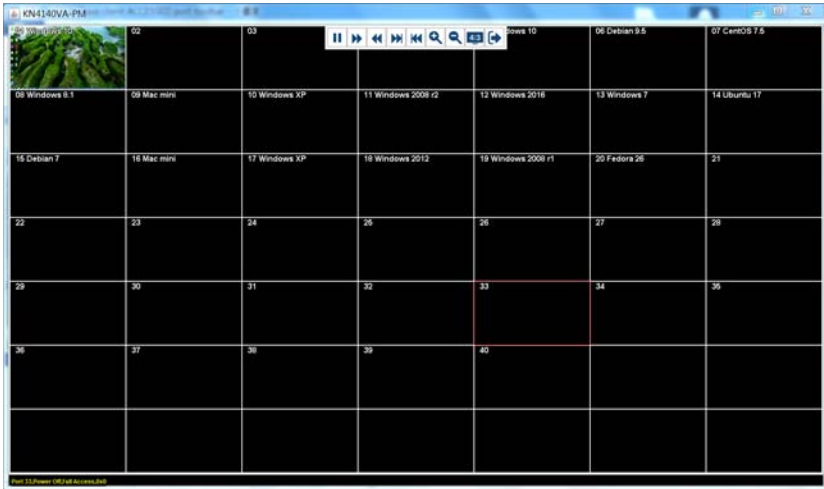 KN4140VA-PM
02
03
dows 10
06 Debian 9.5
07 CentOS 7.5
4:3
08 Windows 8.1
09 Mac mini
10 Windows XP
11 Windows 2008 r2
12 Windows 2016
13 Windows 7
14 Ubuntu 17
15 Debian 7
16 Mac mini
17 Windows XP
18 Windows 2012
19 Windows 2008 r1
20 Fedora 26
21
22
23
24
25
26
27
28
29
30
31
32
33
34
35
36
37
38
39
40
Port 33,Power Off,Full Access,0x0